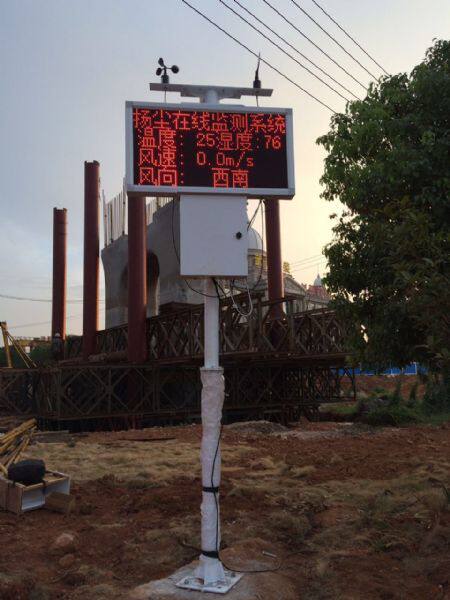 扬尘在线监测系统
温度: 25湿度:76
风速: 0.0m/s
风向: 西南